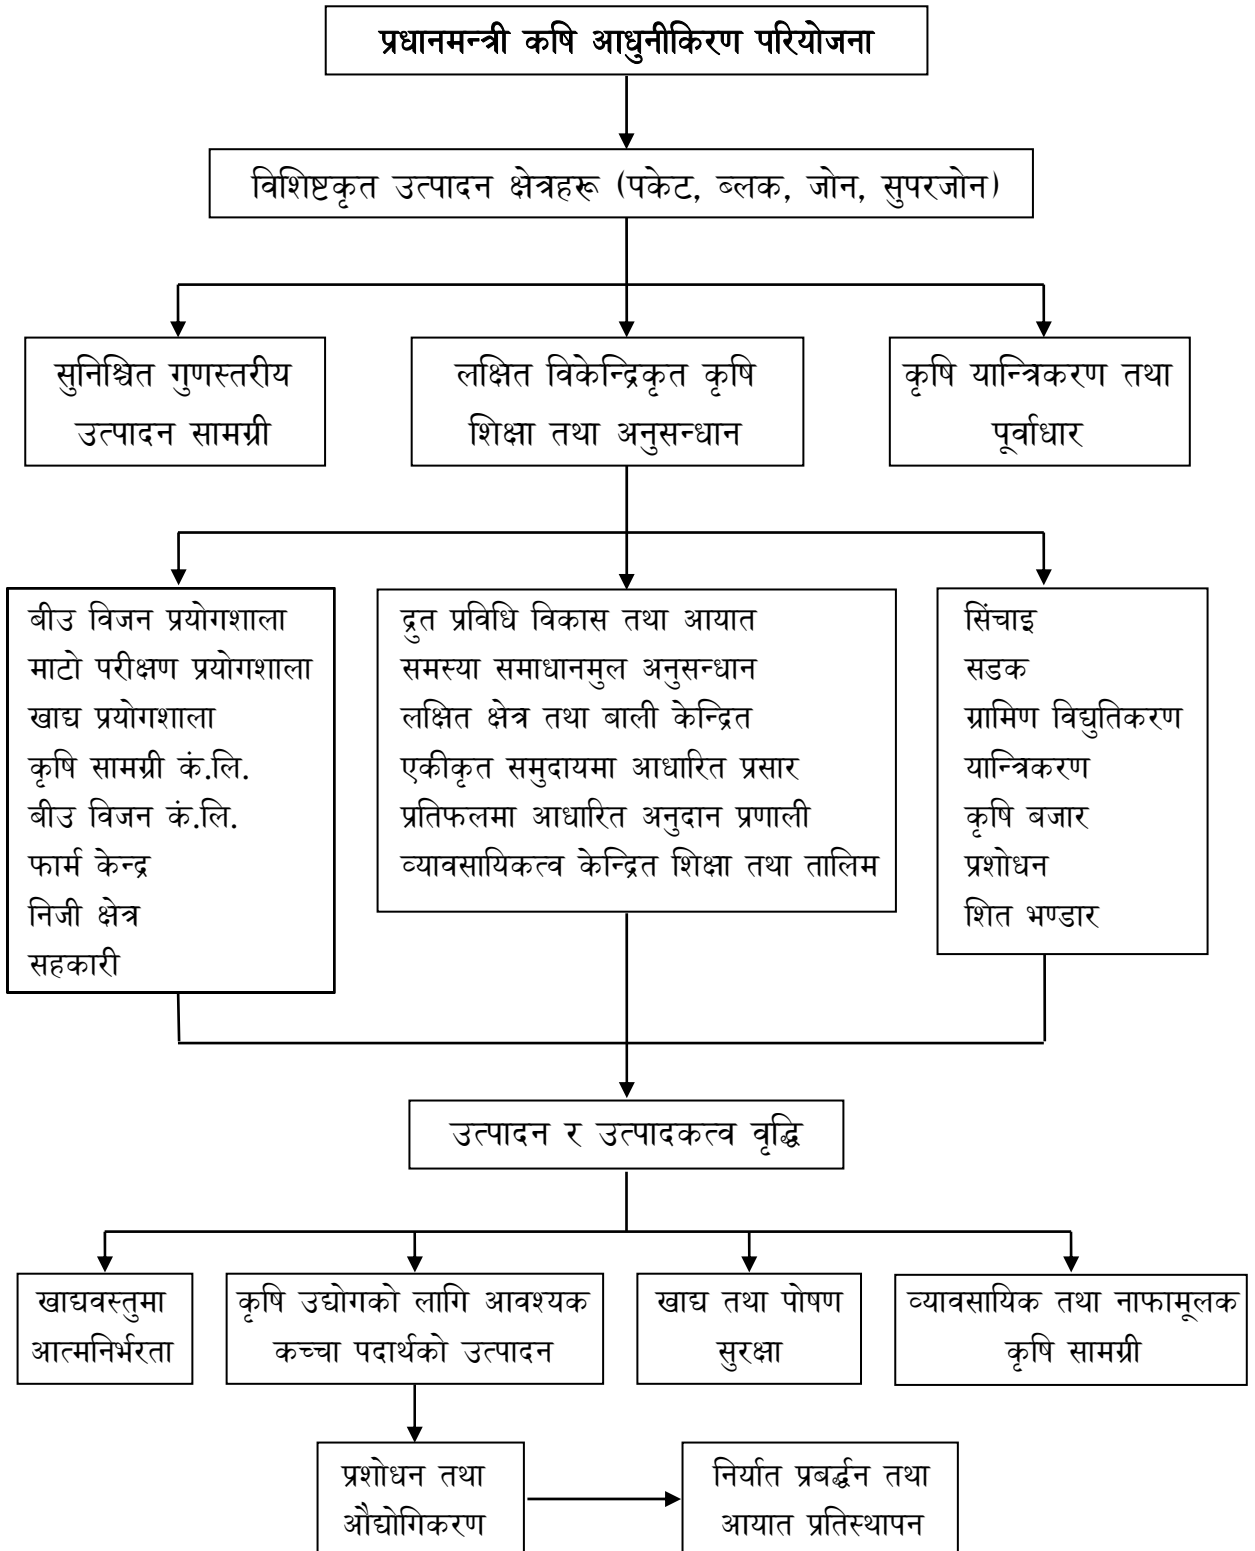 प्रधानमन्त्री कषि आधुनीकिरण परियोजना
विशिष्टकृत उत्पादन क्षेत्रहरू (पकेट, ब्लक, जोन, सुपरजोन)
सुनिश्चित गुणस्तरीय
उत्पादन सामग्री
लक्षित विकेन्द्रिकृत कृषि
शिक्षा तथा अनुसन्धान
कृषि यान्त्रिकरण तथा
पूर्वाधार
बीउ विजन प्रयोगशाला
माटो परीक्षण प्रयोगशाला
खाद्य प्रयोगशाला
कृषि सामग्री कं.लि.
बीउ विजन कं.लि.
फार्म केन्द्र
निजी क्षेत्र
सहकारी
द्रुत प्रविधि विकास तथा आयात
समस्या समाधानमुल अनुसन्धान
लक्षित क्षेत्र तथा बाली केन्द्रित
एकीकृत समुदायमा आधारित प्रसार
प्रतिफलमा आधारित अनुदान प्रणाली
व्यावसायिकत्व केन्द्रित शिक्षा तथा तालिम
सिंचाइ
सडक
ग्रामिण विद्युतिकरण
यान्त्रिकरण
कृषि बजार
प्रशोधन
शित भण्डार
उत्पादन र उत्पादकत्व वृद्धि
खाद्यवस्तुमा
आत्मनिर्भरता
कृषि उद्योगको लागि आवश्यक
कच्चा पदार्थको उत्पादन
खाद्य तथा पोषण
सुरक्षा
व्यावसायिक तथा नाफामूलक
कृषि सामग्री
प्रशोधन तथा
औद्योगिकरण
निर्यात प्रबर्द्धन तथा
आयात प्रतिस्थापन